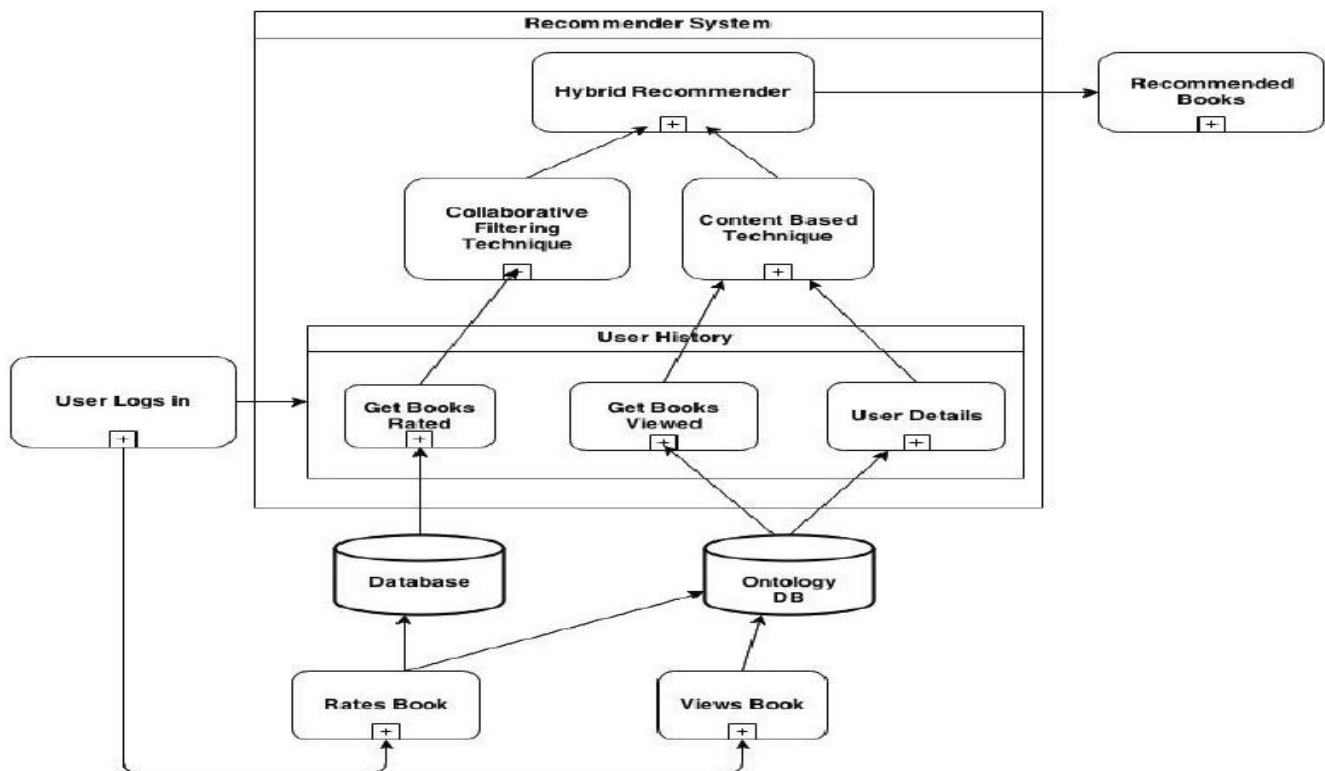 Recommender System
Hybrid Recommender
+
Recommended
Books
+
Collaborative
Filtering
Technique
+
Content Based
Technique
+
User History
User Logs in
+
Get Books
Rated
+
Get Books
Viewed
+
User Details
+
Database
Ontology
DB
Rates Book
+
Views Book
+